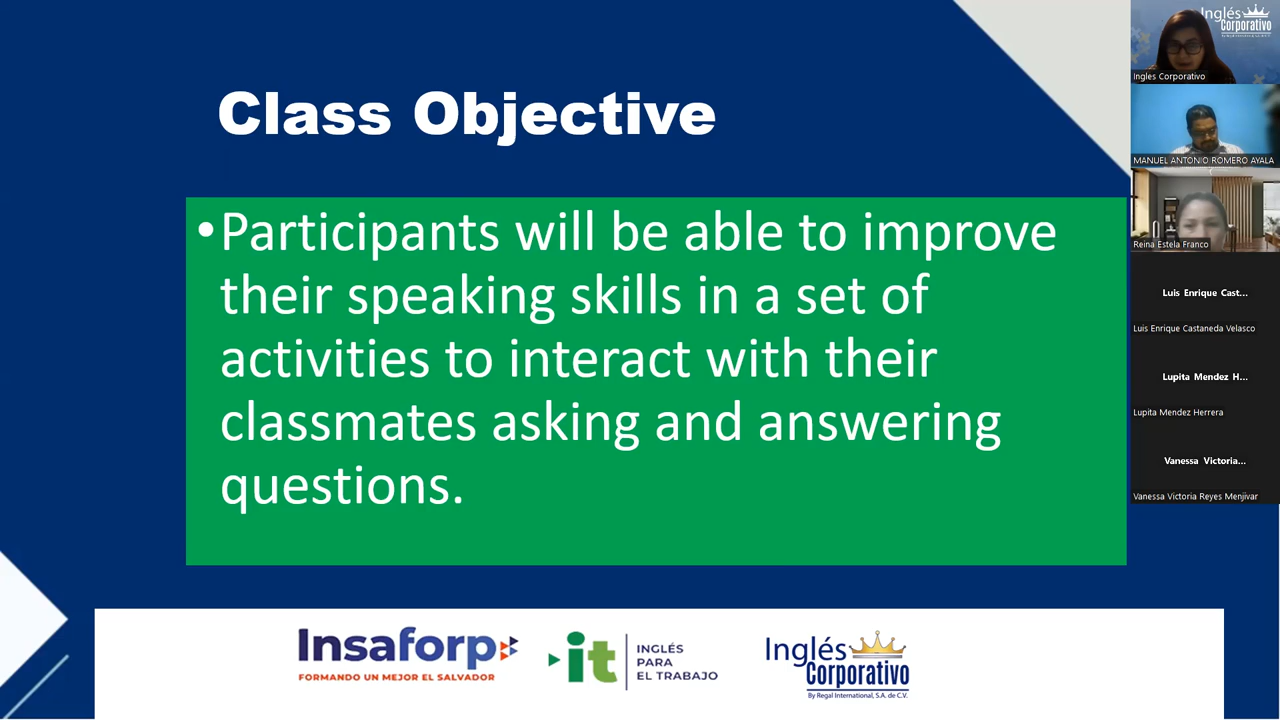 Class Objective
•Participants will be able to improve
their speaking skills in a set of
activities to interact with their
classmates asking and answering
questions.
Insaforp
FORMANDO UN MEJOR EL SALVADOR
it
INGLÉS
PARA
EL TRABAJO
Inglés
Corporativo
By Regal International, S.A. de C.V.
Inglés
Corporativo
Ingles Corporativo
MANUEL ANTONIO ROMERO AYALA
Reina Estela Franco
Luis Enrique Cast...
Luis Enrique Castaneda Velasco
Lupita Mendez H...
Lupita Mendez Herrera
Vanessa Victoria...
Vanessa Victoria Reyes Menjivar